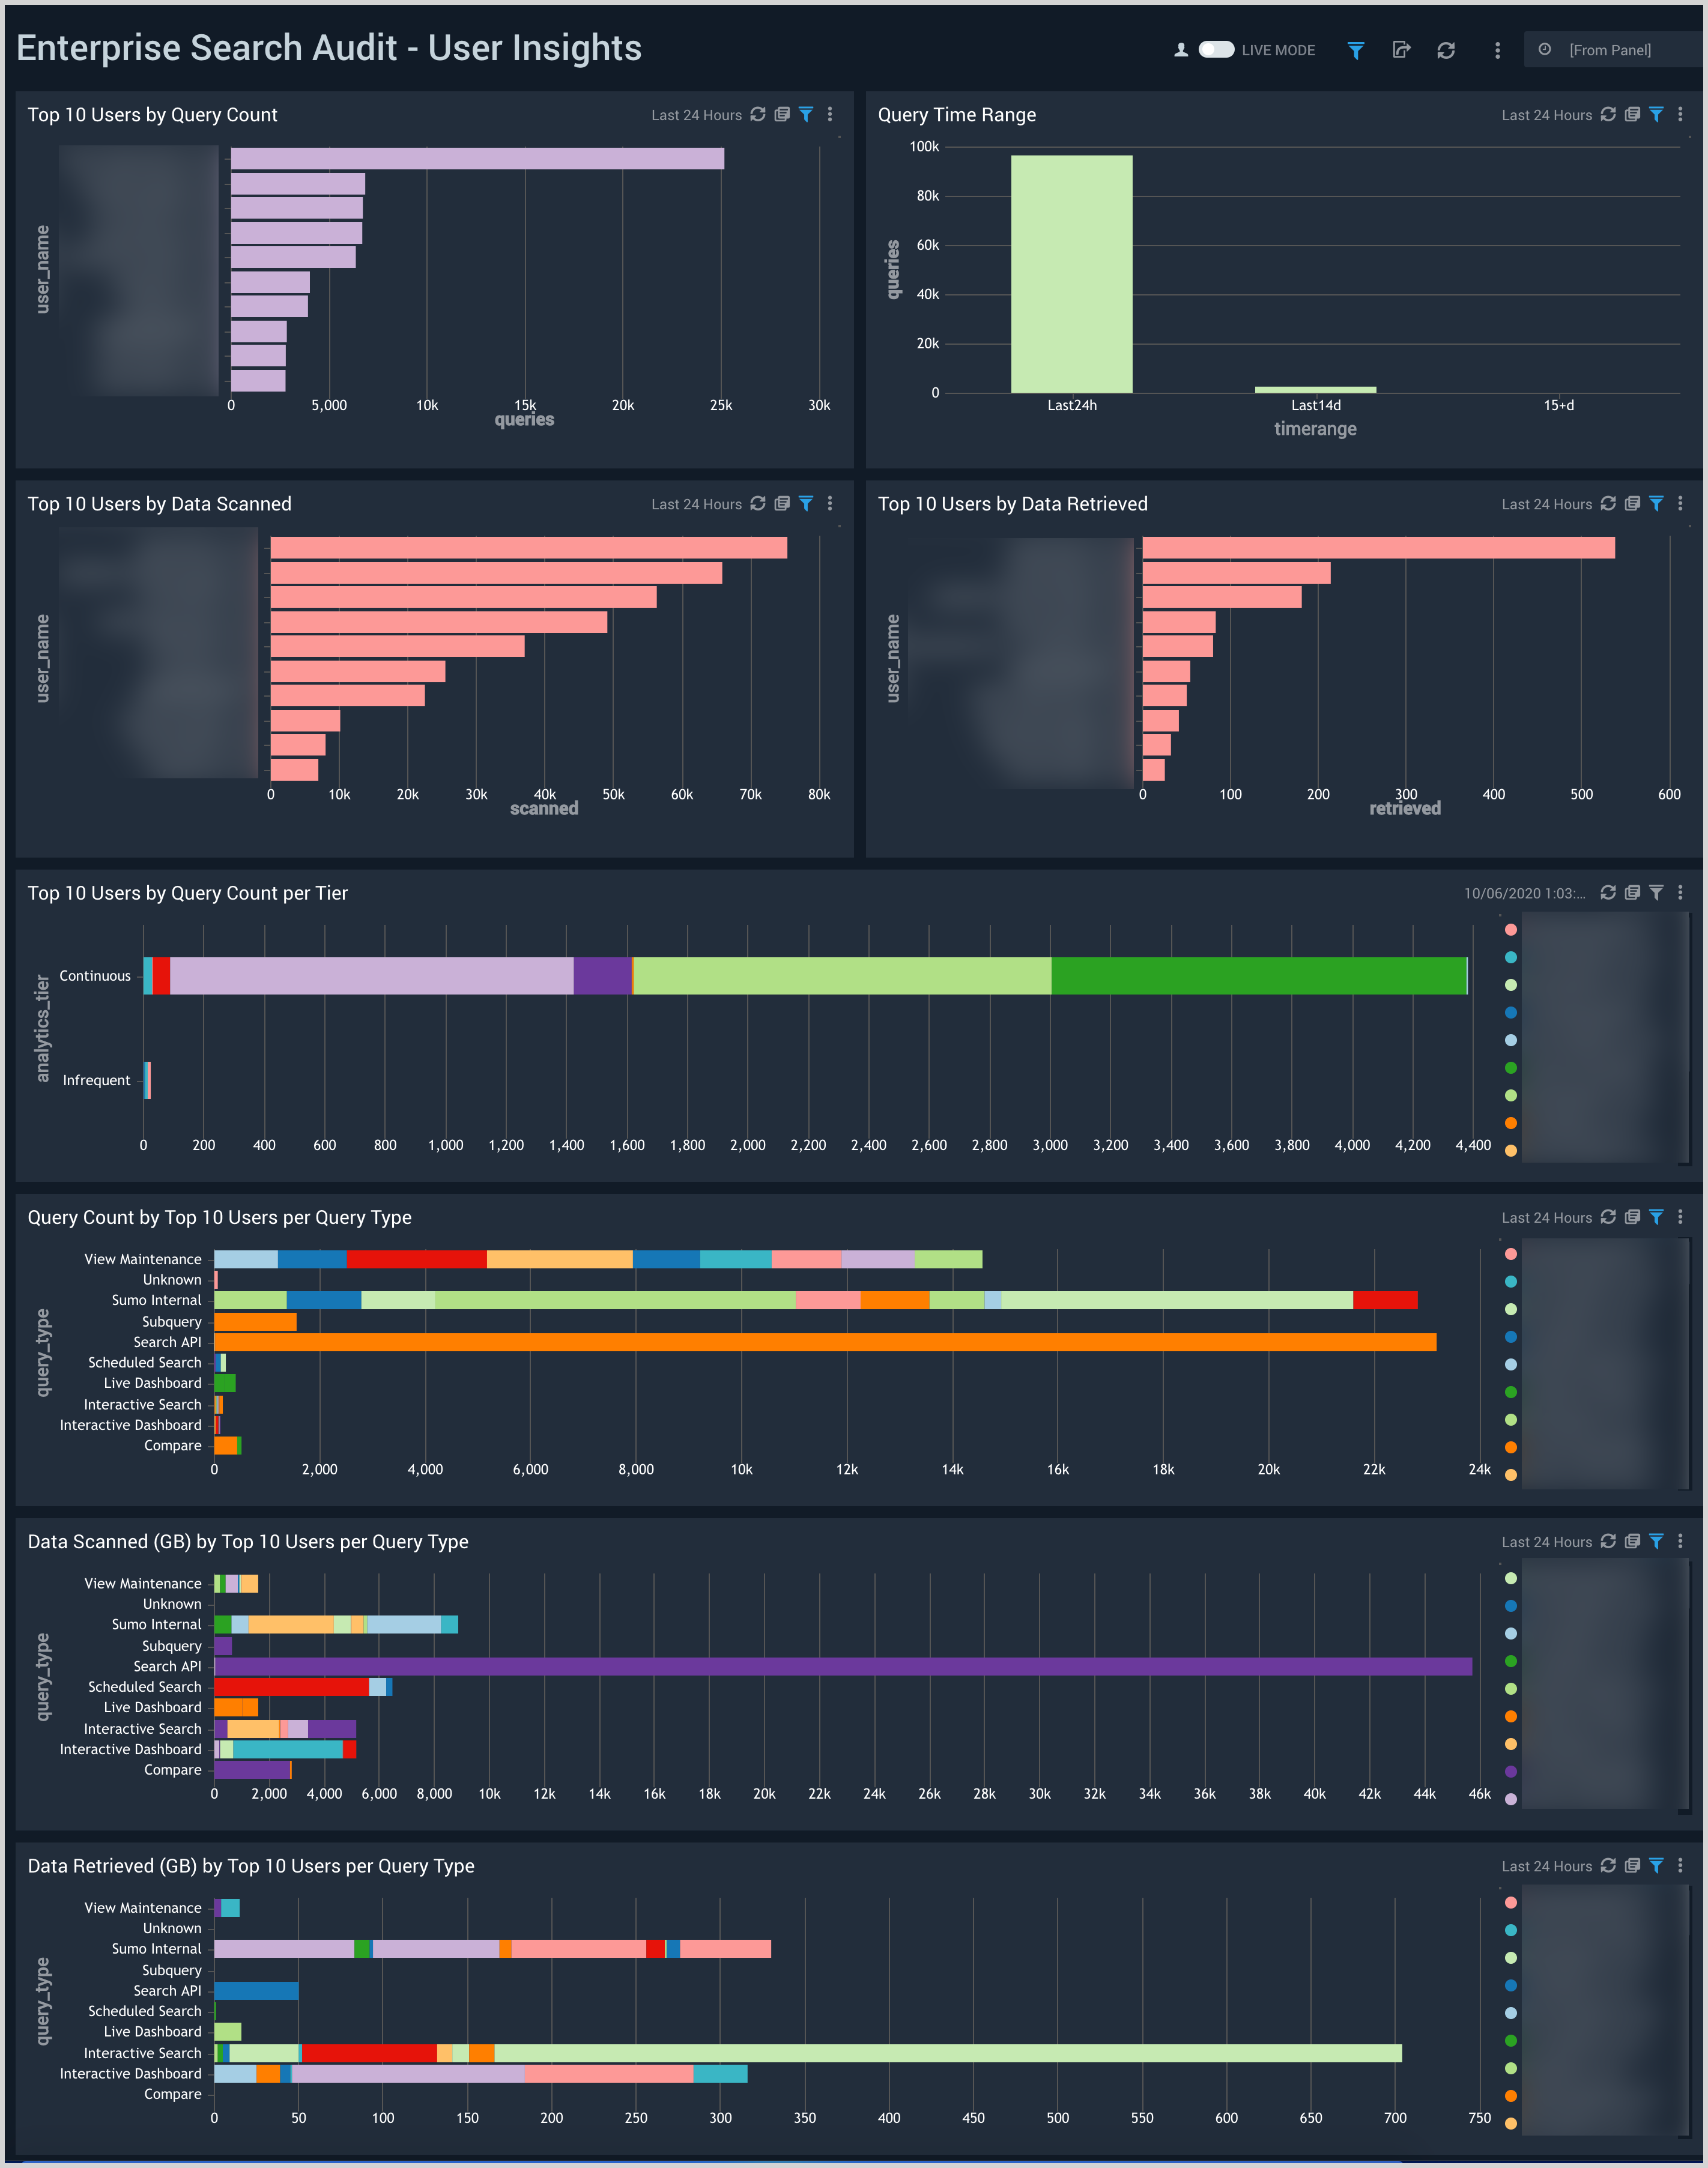 Enterprise Search Audit - User Insights
LIVE MODE
[From Panel]
Top 10 Users by Query Count
Last 24 Hours
user_name
0 5,000 10k 15k 20k 25k 30k
queries
Query Time Range
Last 24 Hours
queries
100k
80k
60k
40k
20k
0
Last24h Last14d 15+d
timerange
Top 10 Users by Data Scanned
Last 24 Hours
user_name
0 10k 20k 30k 40k 50k 60k 70k 80k
scanned
Top 10 Users by Data Retrieved
Last 24 Hours
user_name
0 100 200 300 400 500 600
retrieved
Top 10 Users by Query Count per Tier
10/06/2020 1:03:...
analytics_tier
Continuous
Infrequent
0 200 400 600 800 1,000 1,200 1,400 1,600 1,800 2,000 2,200 2,400 2,600 2,800 3,000 3,200 3,400 3,600 3,800 4,000 4,200 4,400
Query Count by Top 10 Users per Query Type
Last 24 Hours
query_type
View Maintenance
Unknown
Sumo Internal
Subquery
Search API
Scheduled Search
Live Dashboard
Interactive Search
Interactive Dashboard
Compare
0 2,000 4,000 6,000 8,000 10k 12k 14k 16k 18k 20k 22k 24k
Data Scanned (GB) by Top 10 Users per Query Type
Last 24 Hours
query_type
View Maintenance
Unknown
Sumo Internal
Subquery
Search API
Scheduled Search
Live Dashboard
Interactive Search
Interactive Dashboard
Compare
0 2,000 4,000 6,000 8,000 10k 12k 14k 16k 18k 20k 22k 24k 26k 28k 30k 32k 34k 36k 38k 40k 42k 44k 46k
Data Retrieved (GB) by Top 10 Users per Query Type
Last 24 Hours
query_type
View Maintenance
Unknown
Sumo Internal
Subquery
Search API
Scheduled Search
Live Dashboard
Interactive Search
Interactive Dashboard
Compare
0 50 100 150 200 250 300 350 400 450 500 550 600 650 700 750